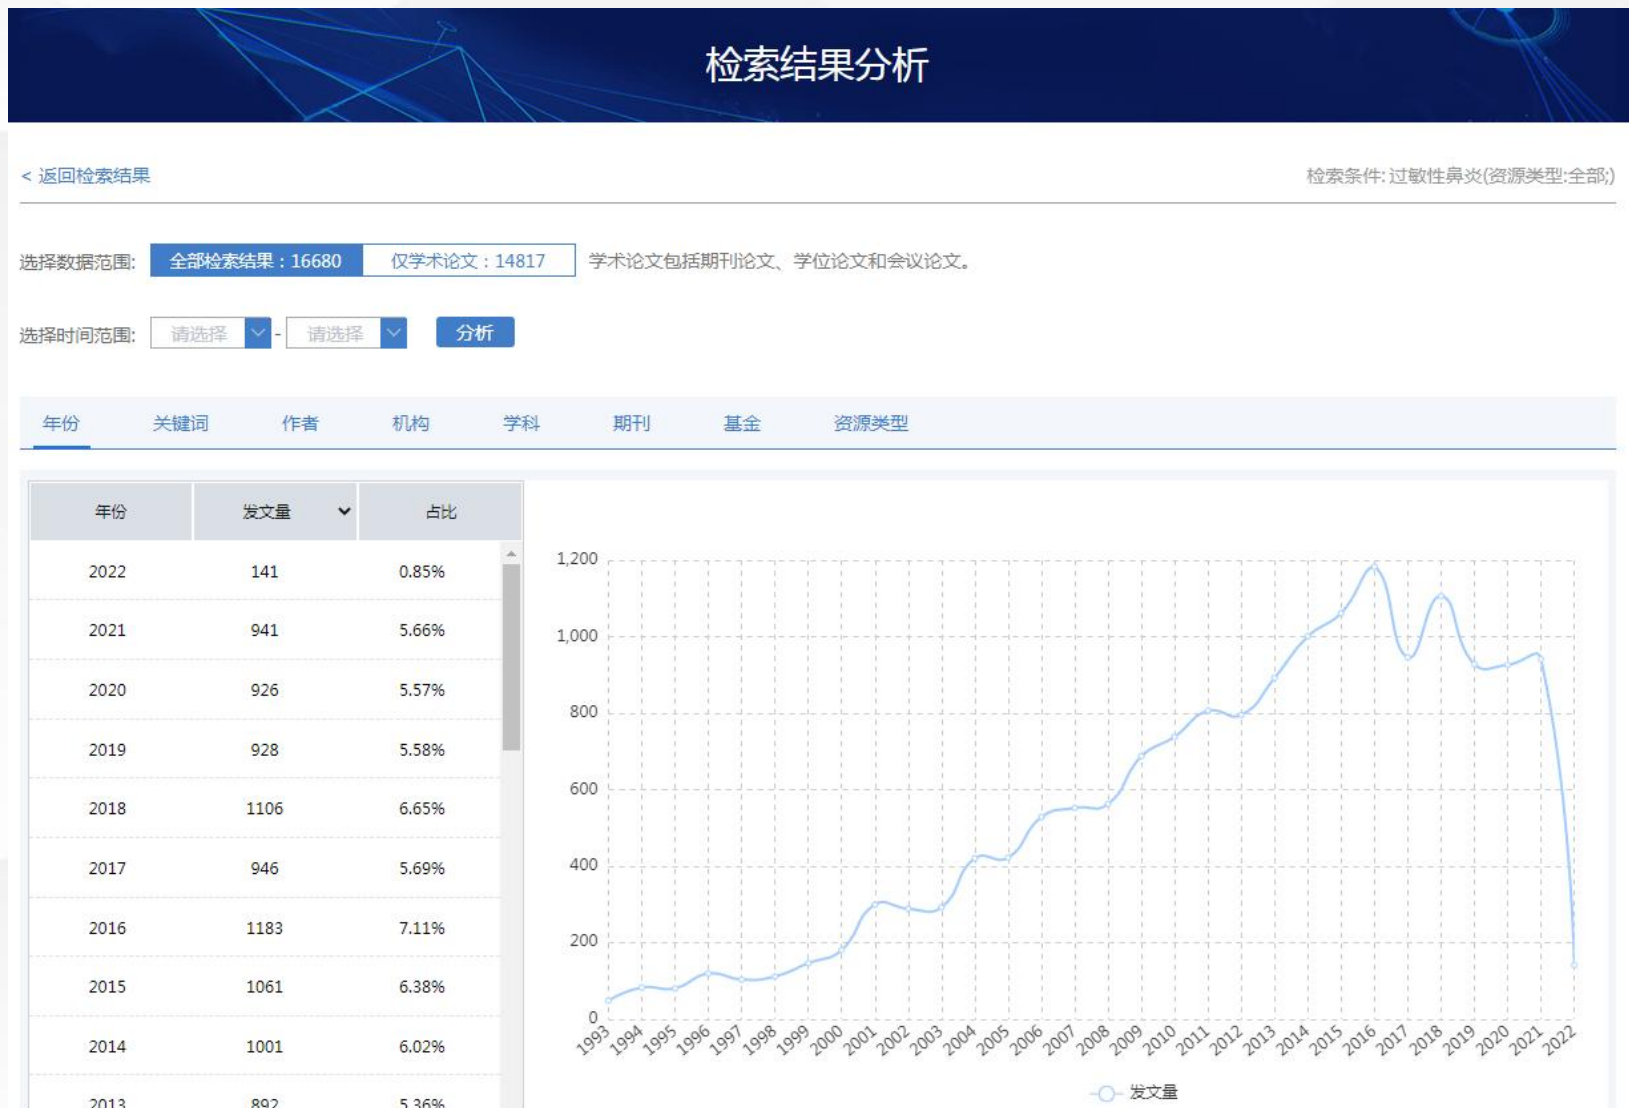 检索结果分析
< 返回检索结果
检索条件: 过敏性鼻炎(资源类型:全部;)
选择数据范围: 全部检索结果：16680 仅学术论文：14817 学术论文包括期刊论文、学位论文和会议论文。
选择时间范围: 请选择 - 请选择 分析
年份 关键词 作者 机构 学科 期刊 基金 资源类型
年份 发文量 占比
2022 141 0.85%
2021 941 5.66%
2020 926 5.57%
2019 928 5.58%
2018 1106 6.65%
2017 946 5.69%
2016 1183 7.11%
2015 1061 6.38%
2014 1001 6.02%
2013 892 5.36%
1,200
1,000
800
600
400
200
0
1993 1994 1995 1996 1997 1998 1999 2000 2001 2002 2003 2004 2005 2006 2007 2008 2009 2010 2011 2012 2013 2014 2015 2016 2017 2018 2019 2020 2021 2022
发文量